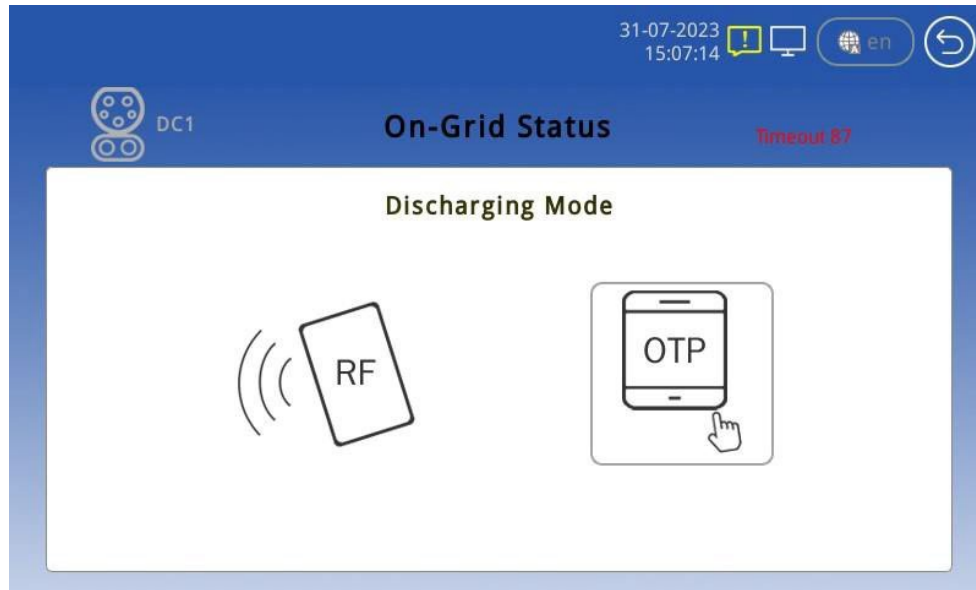 31-07-2023
15:07:14
en
DC1
On-Grid Status
Timeout 87
Discharging Mode
RF
OTP